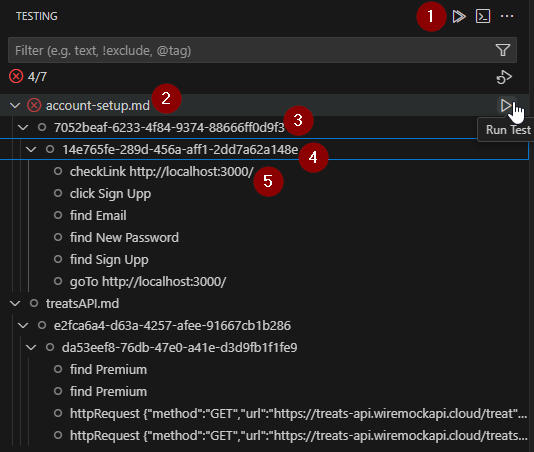 TESTING 1
Filter (e.g. text, !exclude, @tag)
4/7
account-setup.md 2
7052beaf-6233-4f84-9374-88666ff0d9f3 3
Run Test
14e765fe-289d-456a-aff1-2dd7a62a148e 4
checkLink http://localhost:3000/ 5
click Sign Upp
find Email
find New Password
find Sign Upp
goTo http://localhost:3000/
treatsAPI.md
e2fca6a4-d63a-4257-afee-91667cb1b286
da53eef8-76db-47e0-a41e-d3d9fb1f1fe9
find Premium
find Premium
httpRequest {"method":"GET","url":"https://treats-api.wiremockapi.cloud/treat"...
httpRequest {"method":"GET","url":"https://treats-api.wiremockapi.cloud/treats...